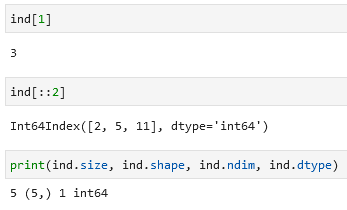 ind[1]
3
ind[::2]
Int64Index([2, 5, 11], dtype='int64')
print(ind.size, ind.shape, ind.ndim, ind.dtype)
5 (5,) 1 int64